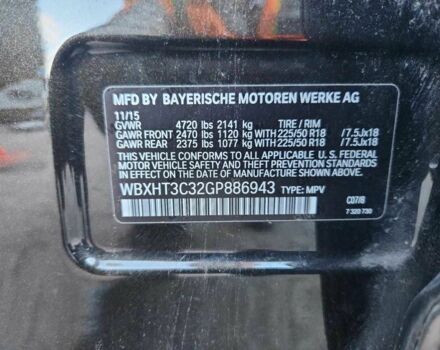 MFD BY BAYERISCHE MOTOREN WERKE AG
11/15
GVWR 4720 lbs 2141 kg TIRE / RIM
GAWR FRONT 2470 lbs 1120 kg WITH 225/50 R18 /7.5Jx18
GAWR REAR 2375 lbs 1077 kg WITH 225/50 R18 /7.5Jx18
THIS VEHICLE CONFORMS TO ALL APPLICABLE FEDERAL
MOTOR VEHICLE SAFETY, BUMPER, AND THEFT
PREVENTION STANDARDS IN EFFECT ON THE
DATE OF MANUFACTURE SHOWN ABOVE.
WBXHT3C32GP886943 TYPE: MPV
C07/8
7 320 730